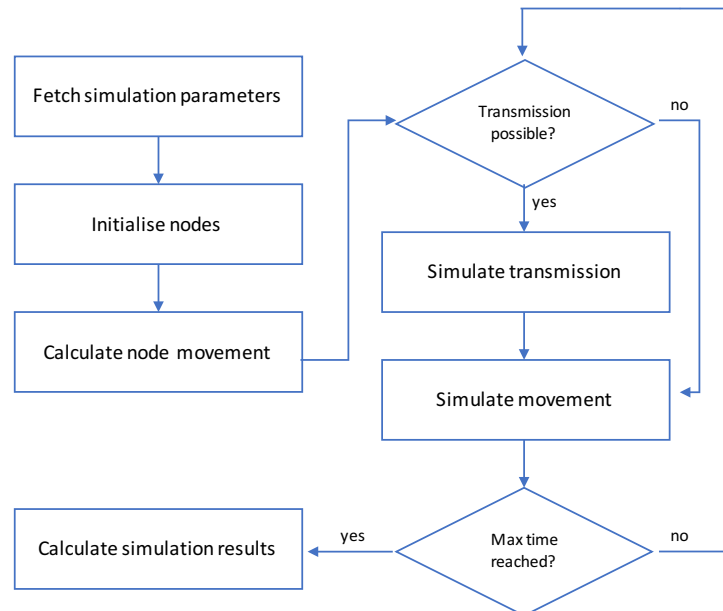 Fetch simulation parameters
Initialise nodes
Calculate node movement
Transmission
possible?
no
yes
Simulate transmission
Simulate movement
Max time
reached?
no
yes
Calculate simulation results